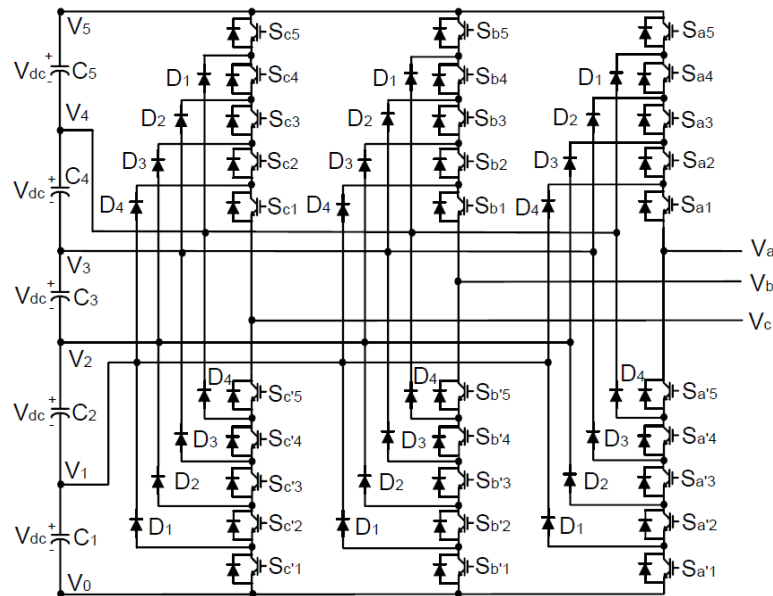 V5 Sc5 Sb5 Sa5
+ Vdc - C5 D1 Sc4 D1 Sb4 D1 Sa4
V4 D2 Sc3 D2 Sb3 D2 Sa3
+ Vdc - C4 D3 Sc2 D3 Sb2 D3 Sa2
D4 Sc1 D4 Sb1 D4 Sa1
V3 Va
+ Vdc - C3 Vb
Vc
V2
D4 Sc'5 D4 Sb'5 D4 Sa'5
+ Vdc - C2 D3 Sc'4 D3 Sb'4 D3 Sa'4
V1 D2 Sc'3 D2 Sb'3 D2 Sa'3
+ Vdc - C1 D1 Sc'2 D1 Sb'2 D1 Sa'2
V0 Sc'1 Sb'1 Sa'1